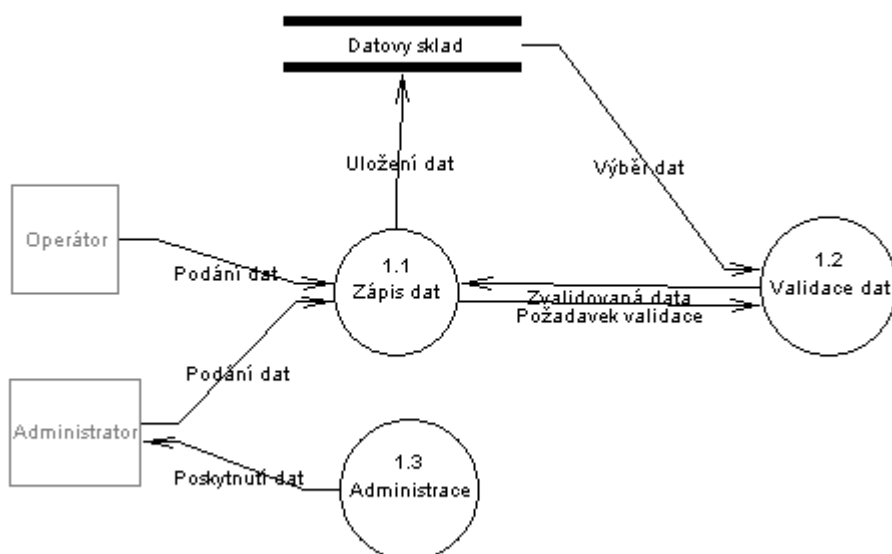 Datovy sklad
Uložení dat
Výběr dat
Operátor
Podání dat
1.1
Zápis dat
1.2
Validace dat
Zvalidovaná data
Požadavek validace
Podání dat
Administrator
Poskytnutí dat
1.3
Administrace